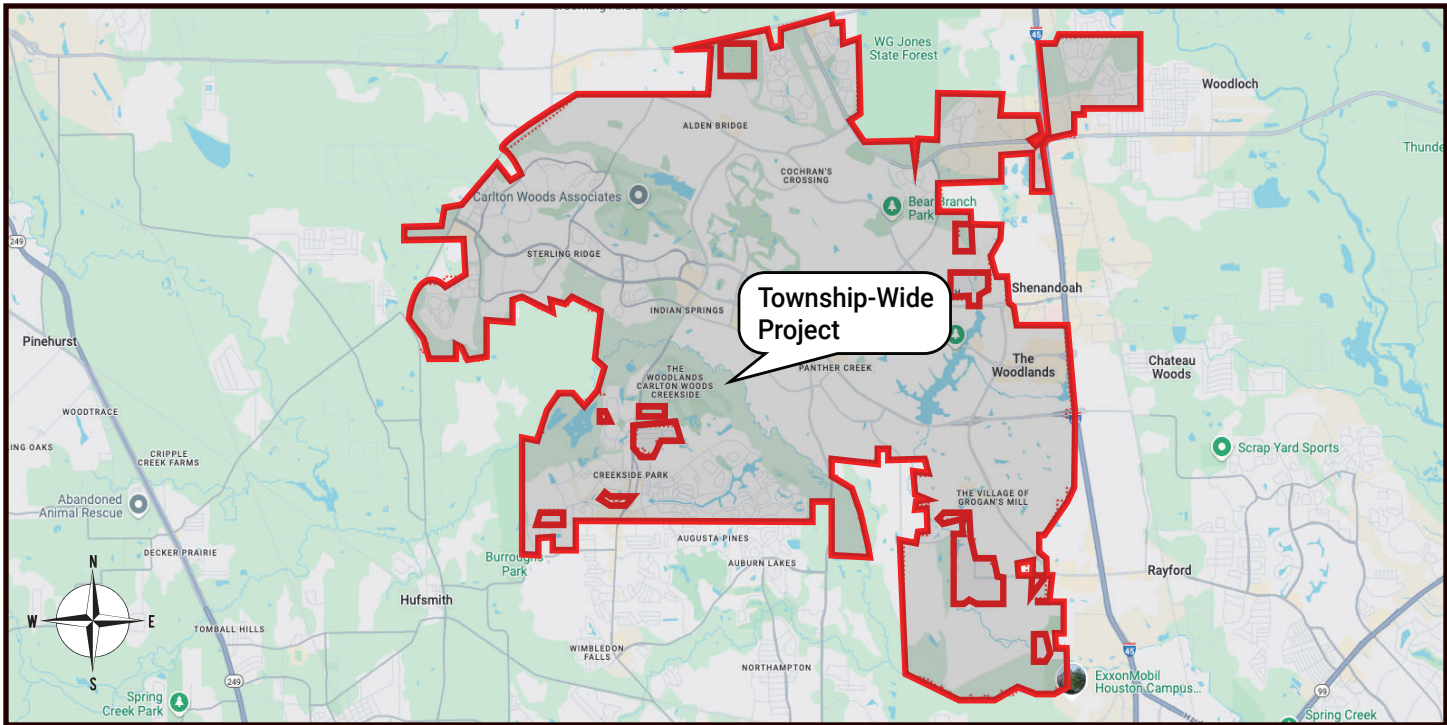 45
WG Jones
State Forest
Woodloch
ALDEN BRIDGE
Thunde
COCHRAN'S
CROSSING
Carlton Woods Associates
Bear Branch
Park
249
STERLING RIDGE
Township-Wide
Project
Shenandoah
INDIAN SPRINGS
Pinehurst
The
Woodlands
Chateau
Woods
PANTHER CREEK
THE
WOODLANDS
CARLTON WOODS
CREEKSIDE
WOODTRACE
ING OAKS
CRIPPLE
CREEK FARMS
Scrap Yard Sports
CREEKSIDE PARK
Abandoned
Animal Rescue
THE VILLAGE OF
GROGAN'S MILL
AUGUSTA PINES
DECKER PRAIRIE
Burroughs
Park
AUBURN LAKES
N
W
E
S
H
Rayford
Hufsmith
TOMBALL HILLS
WIMBLEDON
FALLS
45
NORTHAMPTON
ExxonMobil
Houston Campus...
249
99
Spring
Creek Park
Spring Creek